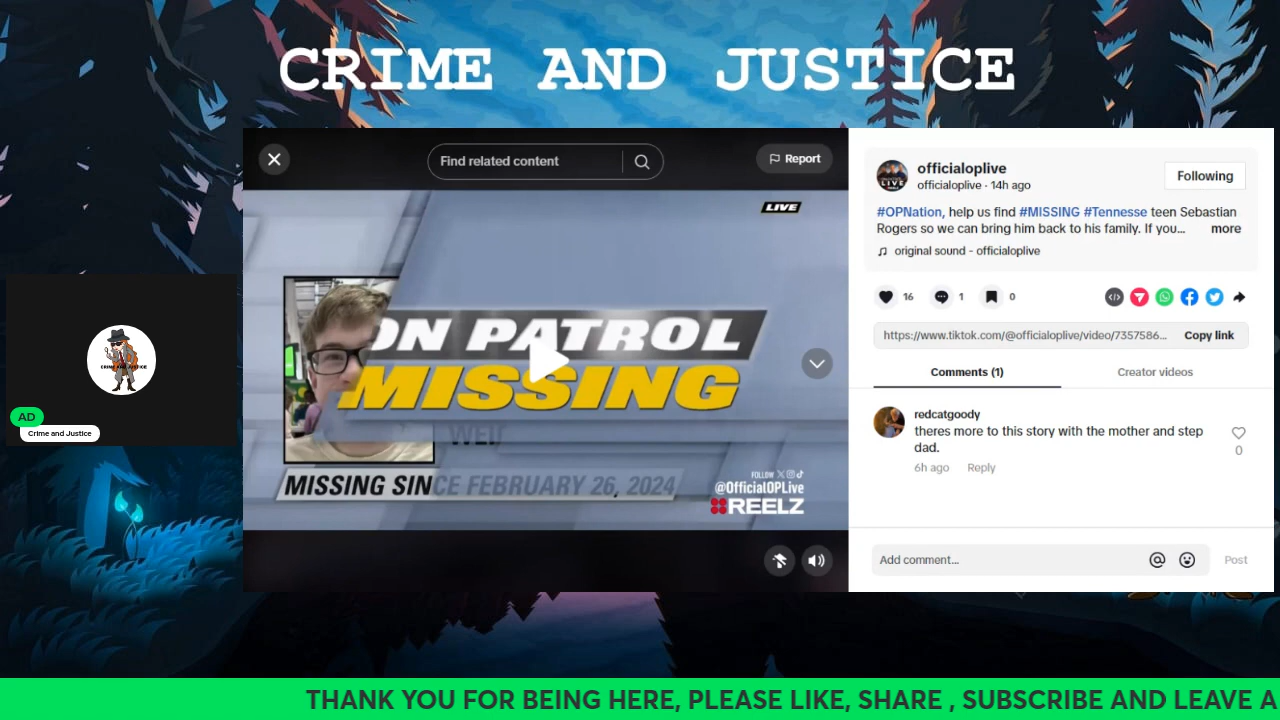 CRIME AND JUSTICE
Find related content
Report
LIVE
ON PATROL
MISSING
WEI
MISSING SINCE FEBRUARY 26, 2024
FOLLOW
@OfficialOPLive
REELZ
officialoplive
officialoplive · 14h ago
Following
#OPNation, help us find #MISSING #Tennesse teen Sebastian
Rogers so we can bring him back to his family. If you... more
original sound - officialoplive
16
1
0
https://www.tiktok.com/@officialoplive/video/7357586... Copy link
Comments (1)
Creator videos
redcatgoody
theres more to this story with the mother and step
dad.
0
6h ago Reply
Add comment...
Post
CRIME AND JUSTICE
AD
Crime and Justice
THANK YOU FOR BEING HERE, PLEASE LIKE, SHARE , SUBSCRIBE AND LEAVE A